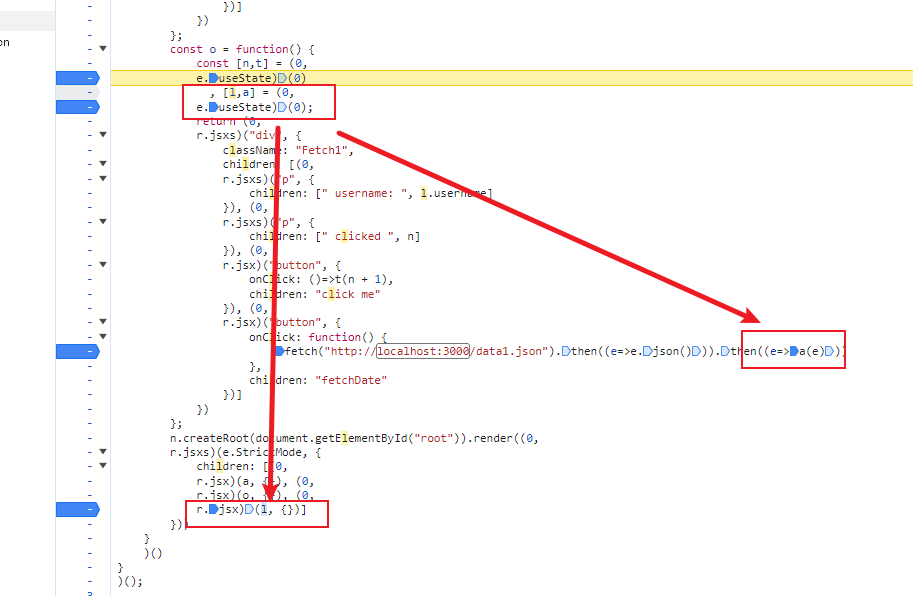 })]
})
on
};
const o = function() {
const [n,t] = (0,
e.useState)(0)
, [l,a] = (0,
e.useState)(0);
return (0,
r.jsxs)("div", {
className: "Fetch1",
children: [(0,
r.jsxs)("p", {
children: [" username: ", l.username]
}), (0,
r.jsxs)("p", {
children: [" clicked ", n]
}), (0,
r.jsx)("button", {
onClick: ()=>t(n + 1),
children: "click me"
}), (0,
r.jsx)("button", {
onClick: function() {
fetch("http://localhost:3000/data1.json").then((e=>e.json())).then((e=>a(e)))
},
children: "fetchDate"
})]
})
};
n.createRoot(document.getElementById("root")).render((0,
r.jsxs)(e.StrictMode, {
children: [(0,
r.jsx)(a, {}), (0,
r.jsx)(o, {}), (0,
r.jsx)(l, {})]
}))
}
)()
}
)();